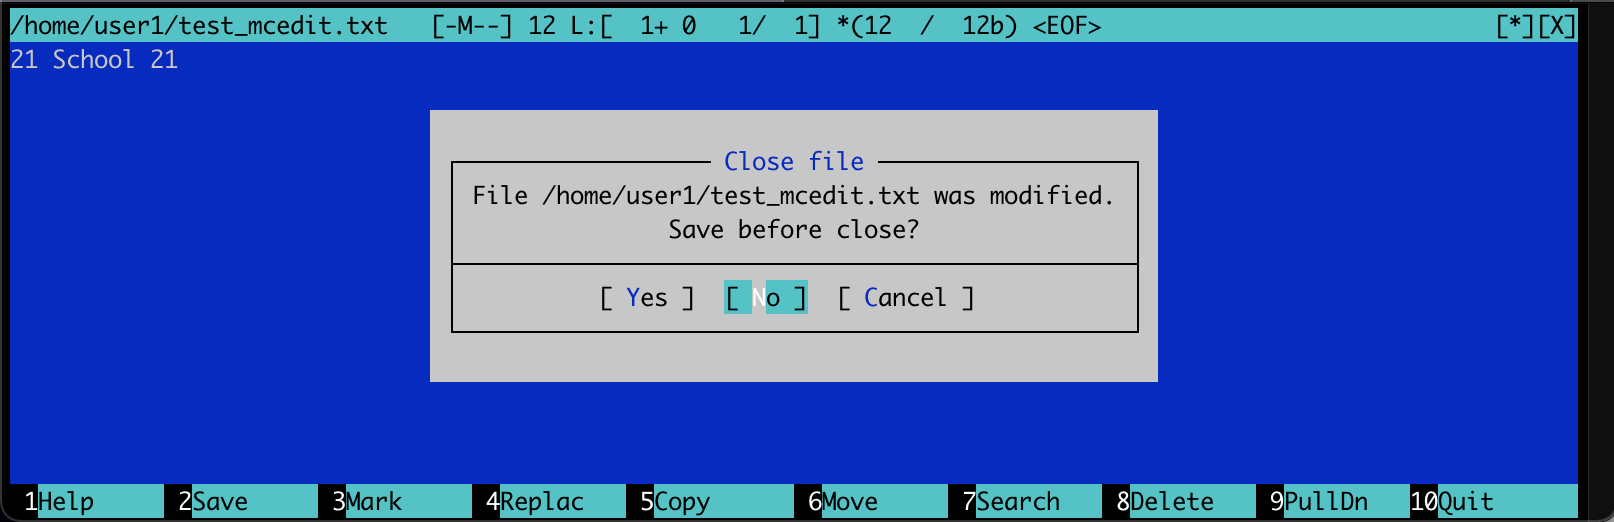 /home/user1/test_mcedit.txt   [-M--] 12 L:[  1+ 0   1/  1] *(12  /  12b) <EOF>                            [*][X]
21 School 21
Close file
File /home/user1/test_mcedit.txt was modified.
Save before close?
[ Yes ]  [ No ]  [ Cancel ]
1Help 2Save 3Mark 4Replac 5Copy 6Move 7Search 8Delete 9PullDn 10Quit